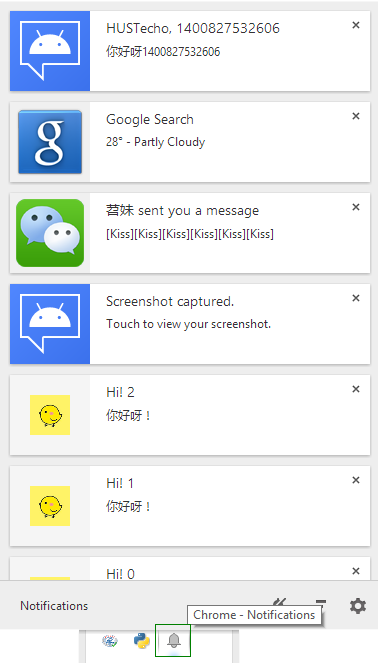 HUSTecho, 1400827532606
你好呀1400827532606
Google Search
28° - Partly Cloudy
萅妹 sent you a message
[Kiss][Kiss][Kiss][Kiss][Kiss][Kiss]
Screenshot captured.
Touch to view your screenshot.
Hi! 2
你好呀！
Hi! 1
你好呀！
Hi! 0
Notifications
Chrome - Notifications